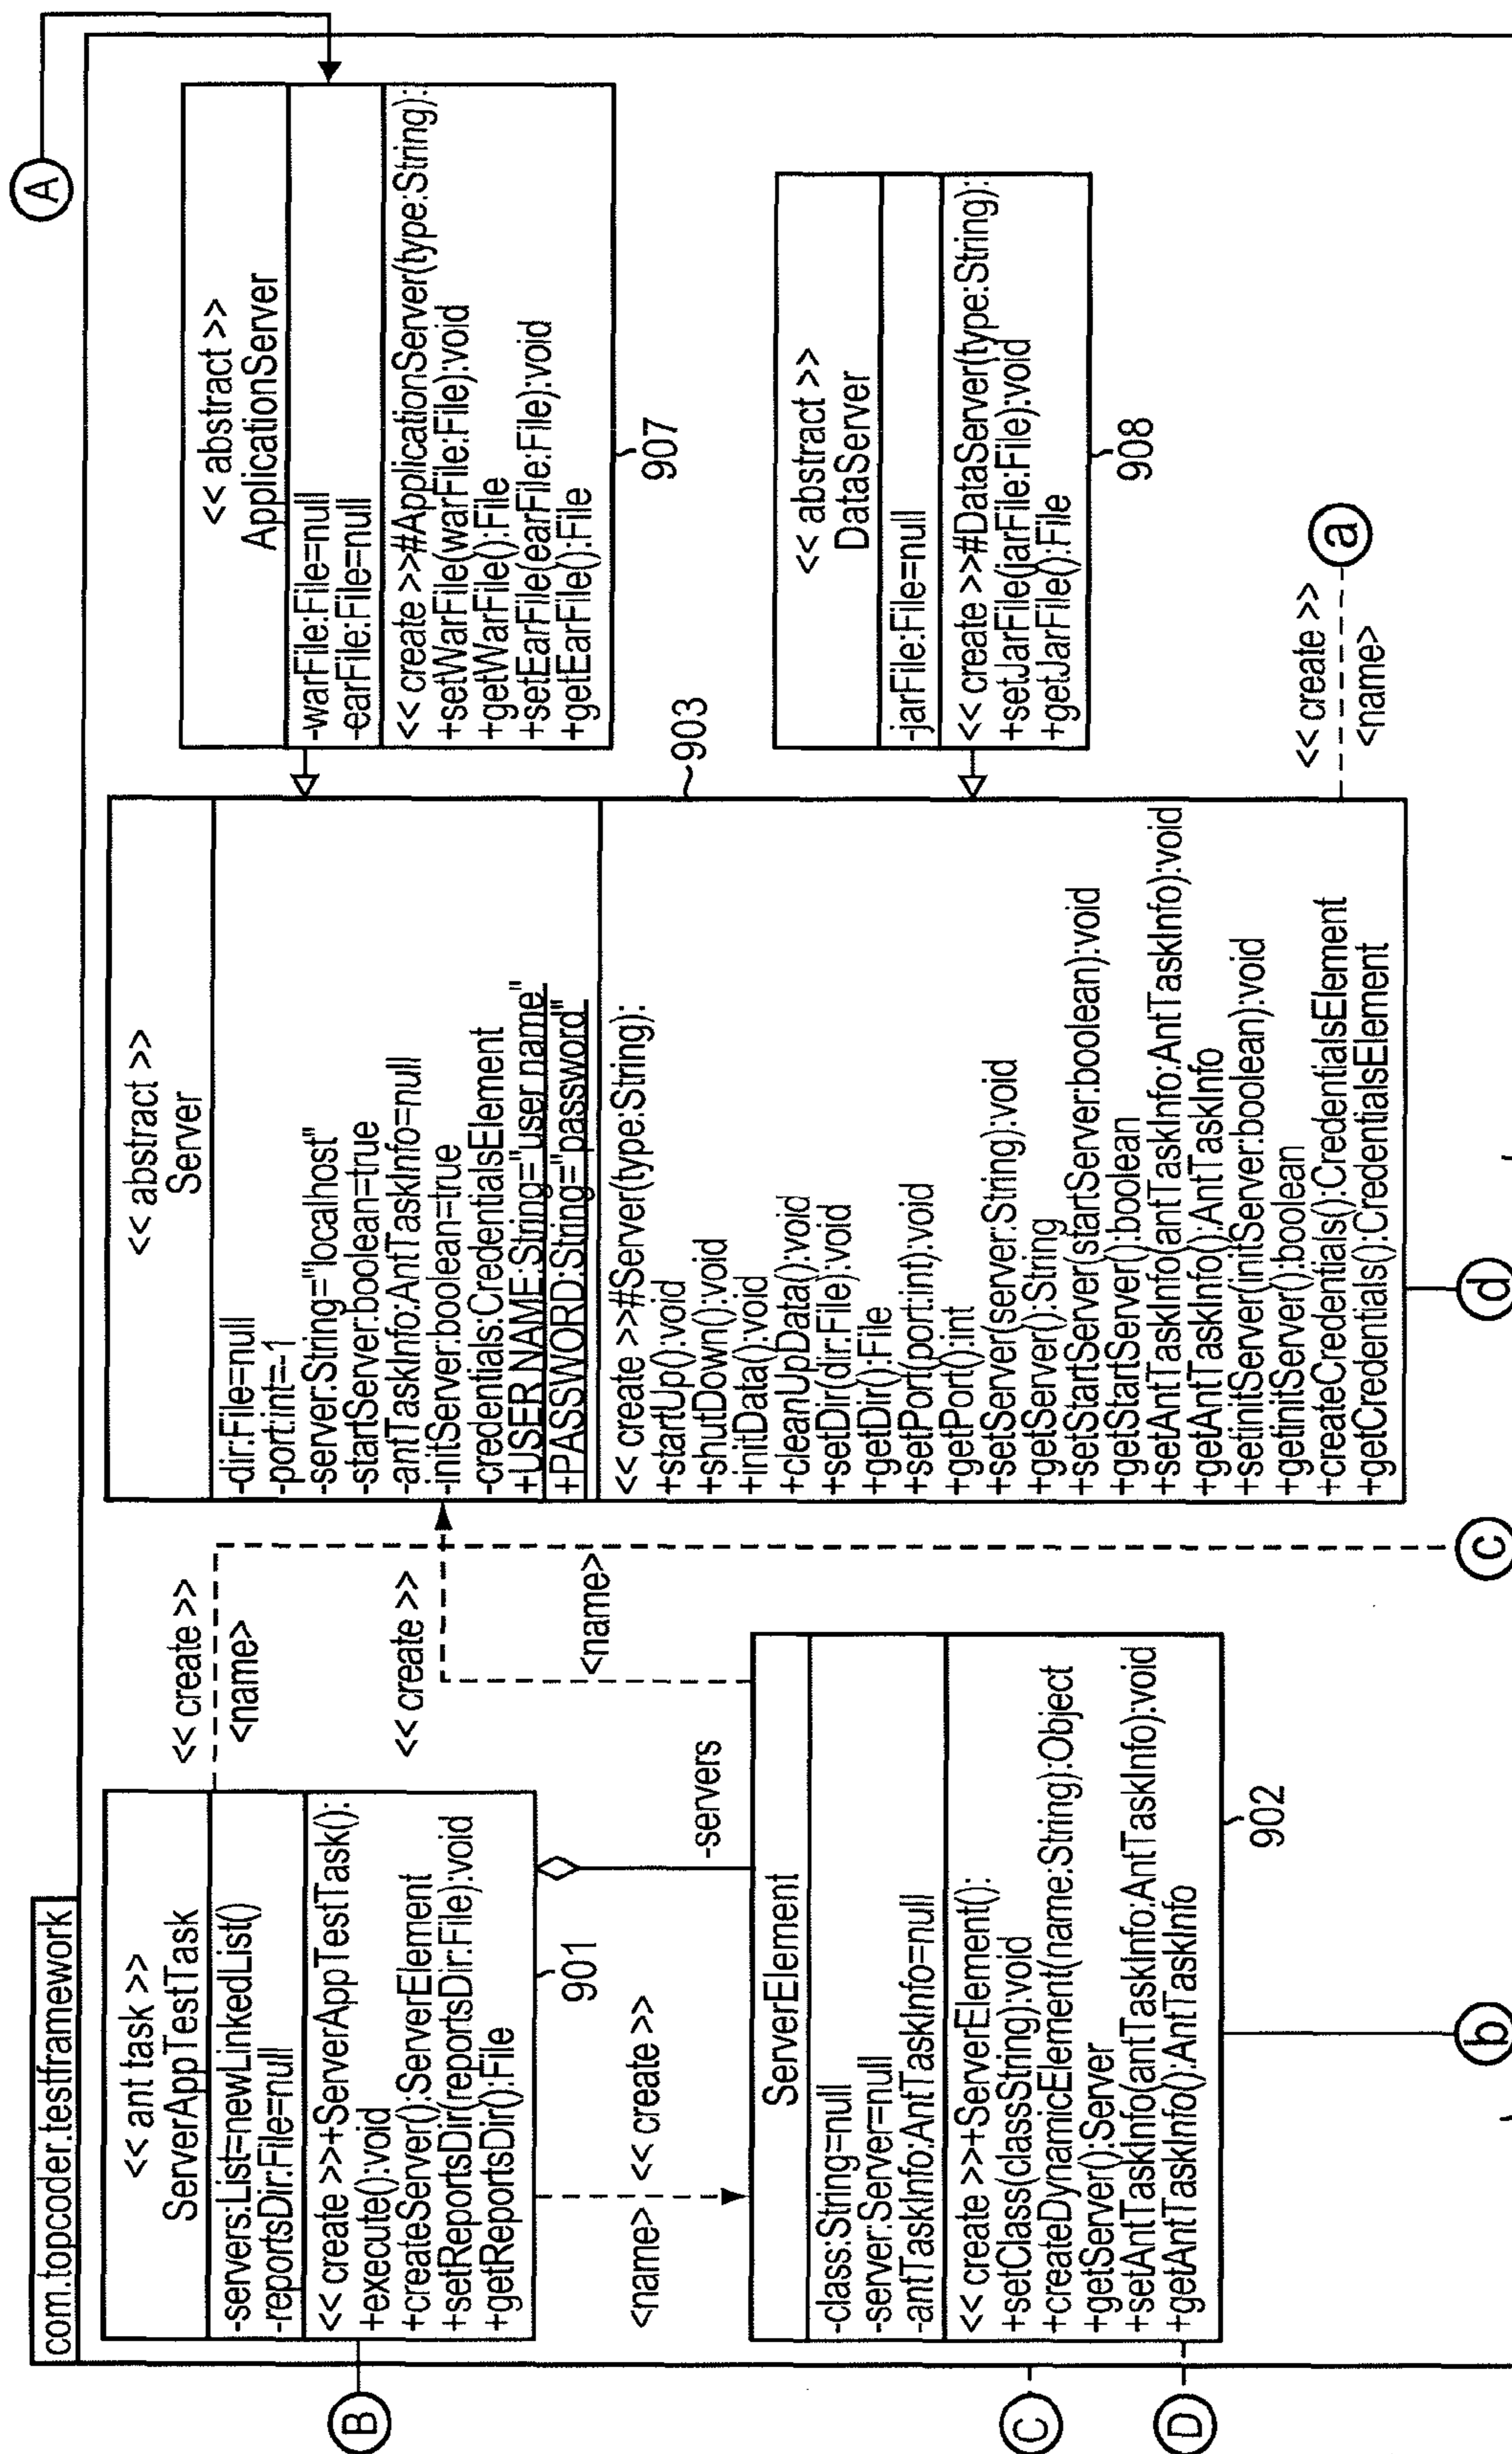 com.topcoder.testframework
<< ant task >>
ServerAppTestTask
-servers:List=newLinkedList()
-reportsDir:File=null
<< create >>+ServerAppTestTask():
+execute():void
+createServer():ServerElement
+setReportsDir(reportsDir:File):void
+getReportsDir():File
901
B
<< create >>
<name>
<< create >>
<name>
-servers
<name>
<< create >>
ServerElement
-class:String=null
-server:Server=null
-antTaskInfo:AntTaskInfo=null
<< create >>+ServerElement():
+setClass(classString):void
+createDynamicElement(name:String):Object
+getServer():Server
+setAntTaskInfo(antTaskInfo:AntTaskInfo):void
+getAntTaskInfo():AntTaskInfo
902
C
D
b
c
<< abstract >>
Server
-dir:File=null
-port:int=-1
-server:String="localhost"
-startServer:boolean=true
-antTaskInfo:AntTaskInfo=null
-initServer:boolean=true
-credentials:CredentialsElement
+USER NAME:String="user name"
+PASSWORD:String="password"
<< create >>#Server(type:String):
+startUp():void
+shutDown():void
+initData():void
+cleanUpData():void
+setDir(dir:File):void
+getDir():File
+setPort(port:int):void
+getPort():int
+setServer(server:String):void
+getServer():String
+setStartServer(startServer:boolean):void
+getStartServer():boolean
+setAntTaskInfo(antTaskInfo:AntTaskInfo):void
+getAntTaskInfo():AntTaskInfo
+setinitServer(initServer:boolean):void
+getinitServer():boolean
+createCredentials():CredentialsElement
+getCredentials():CredentialsElement
903
d
A
<< abstract >>
ApplicationServer
-warFile:File=null
-earFile:File=null
<< create >>#ApplicationServer(type:String):
+setWarFile(warFile:File):void
+getWarFile():File
+setEarFile(earFile:File):void
+getEarFile():File
907
<< abstract >>
DataServer
-jarFile:File=null
<< create >>#DataServer(type:String):
+setJarFile(jarFile:File):void
+getJarFile():File
908
<< create >>
<name>
a